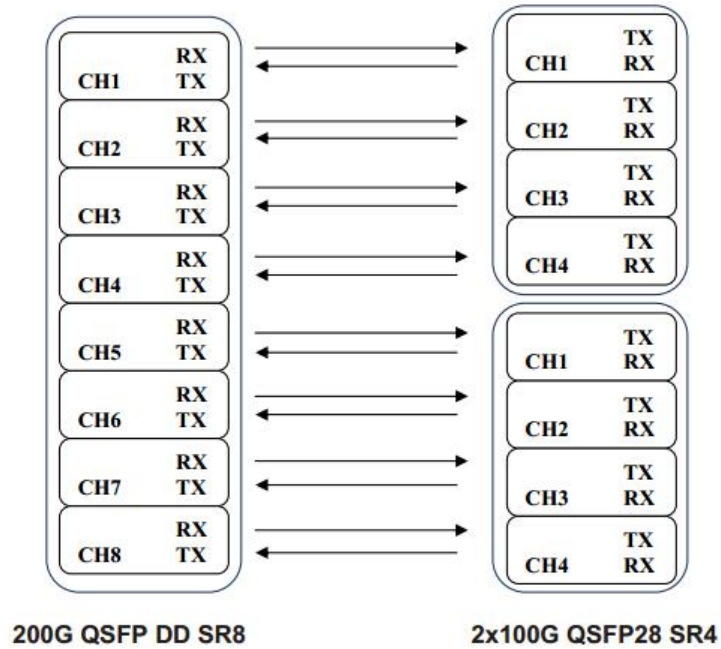 RX
CH1 TX
RX
CH2 TX
RX
CH3 TX
RX
CH4 TX
RX
CH5 TX
RX
CH6 TX
RX
CH7 TX
RX
CH8 TX
200G QSFP DD SR8
TX
CH1 RX
TX
CH2 RX
TX
CH3 RX
TX
CH4 RX
TX
CH1 RX
TX
CH2 RX
TX
CH3 RX
TX
CH4 RX
2x100G QSFP28 SR4